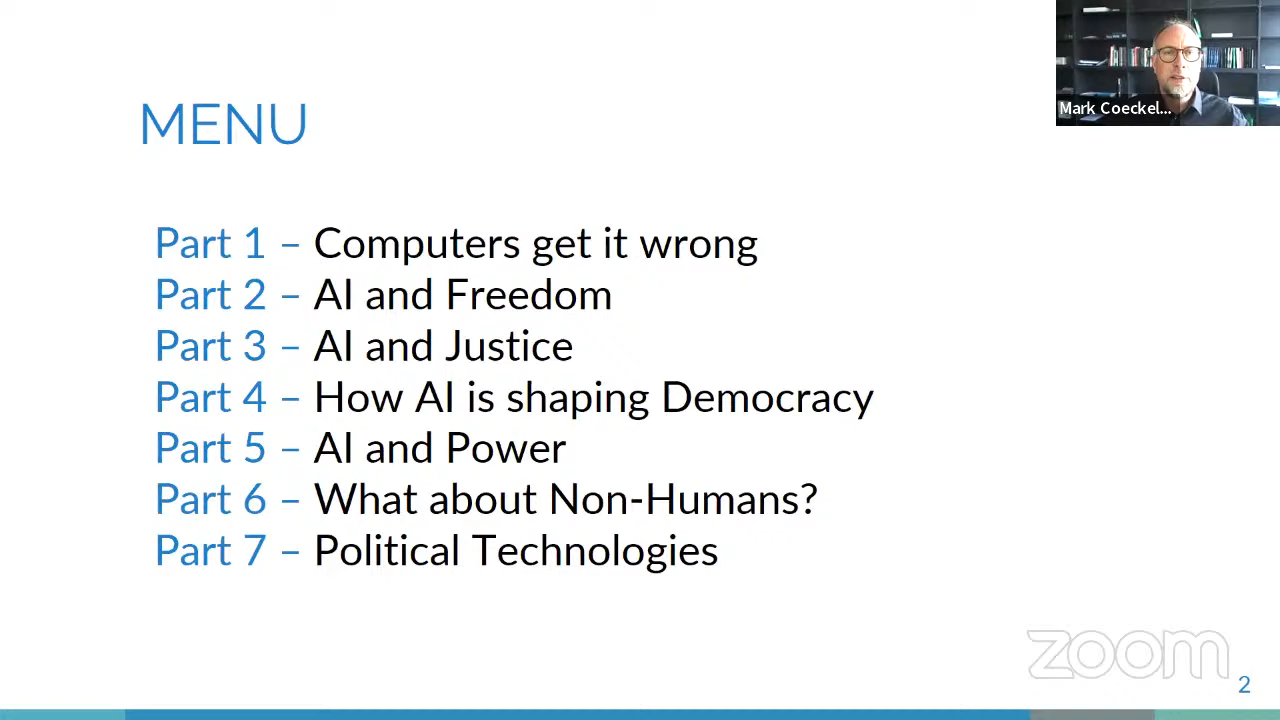 MENU
Mark Coeckel...
Part 1 – Computers get it wrong
Part 2 – AI and Freedom
Part 3 – AI and Justice
Part 4 – How AI is shaping Democracy
Part 5 – AI and Power
Part 6 – What about Non-Humans?
Part 7 – Political Technologies
zoom
2